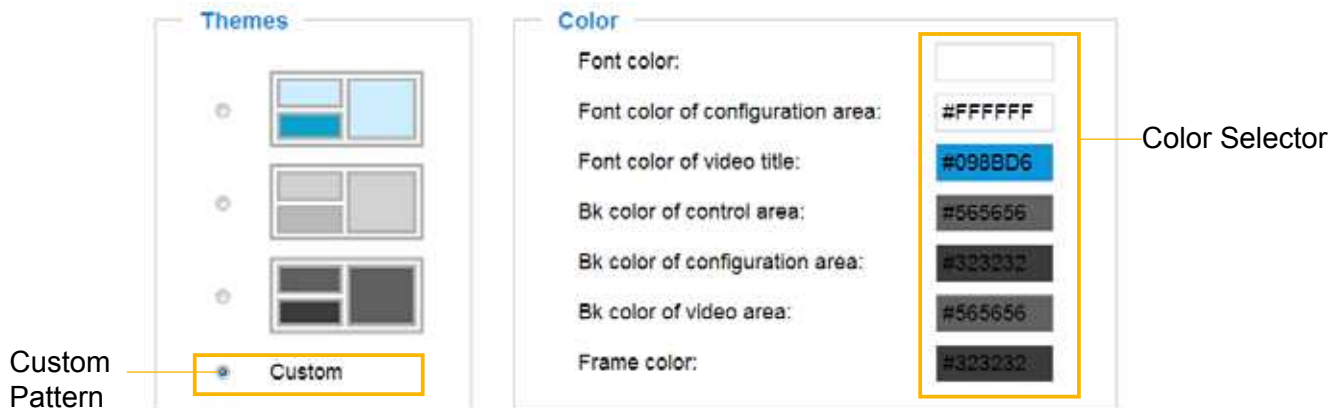 Themes
Custom
Custom
Pattern
Color
Font color:
Font color of configuration area: #FFFFFF
Font color of video title: #098BD6
Bk color of control area: #565656
Bk color of configuration area: #323232
Bk color of video area: #565656
Frame color: #323232
Color Selector